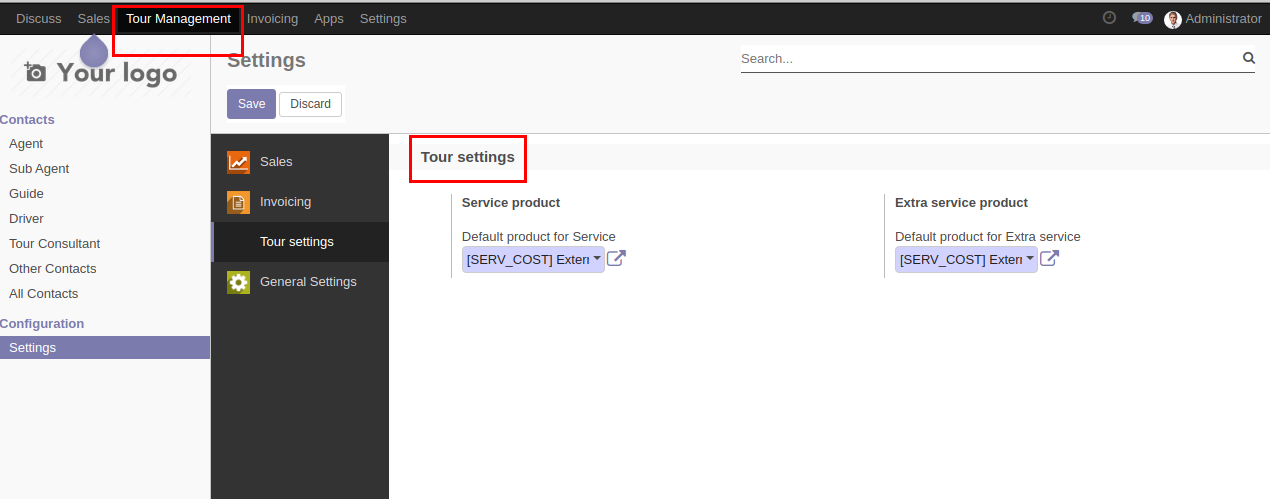 Discuss Sales Tour Management Invoicing Apps Settings 10 Administrator
Your logo
Settings
Search...
Save Discard
Contacts
Agent
Sub Agent
Guide
Driver
Tour Consultant
Other Contacts
All Contacts
Configuration
Settings
Sales
Invoicing
Tour settings
General Settings
Tour settings
Service product
Default product for Service
[SERV_COST] Extern
Extra service product
Default product for Extra service
[SERV_COST] Extern